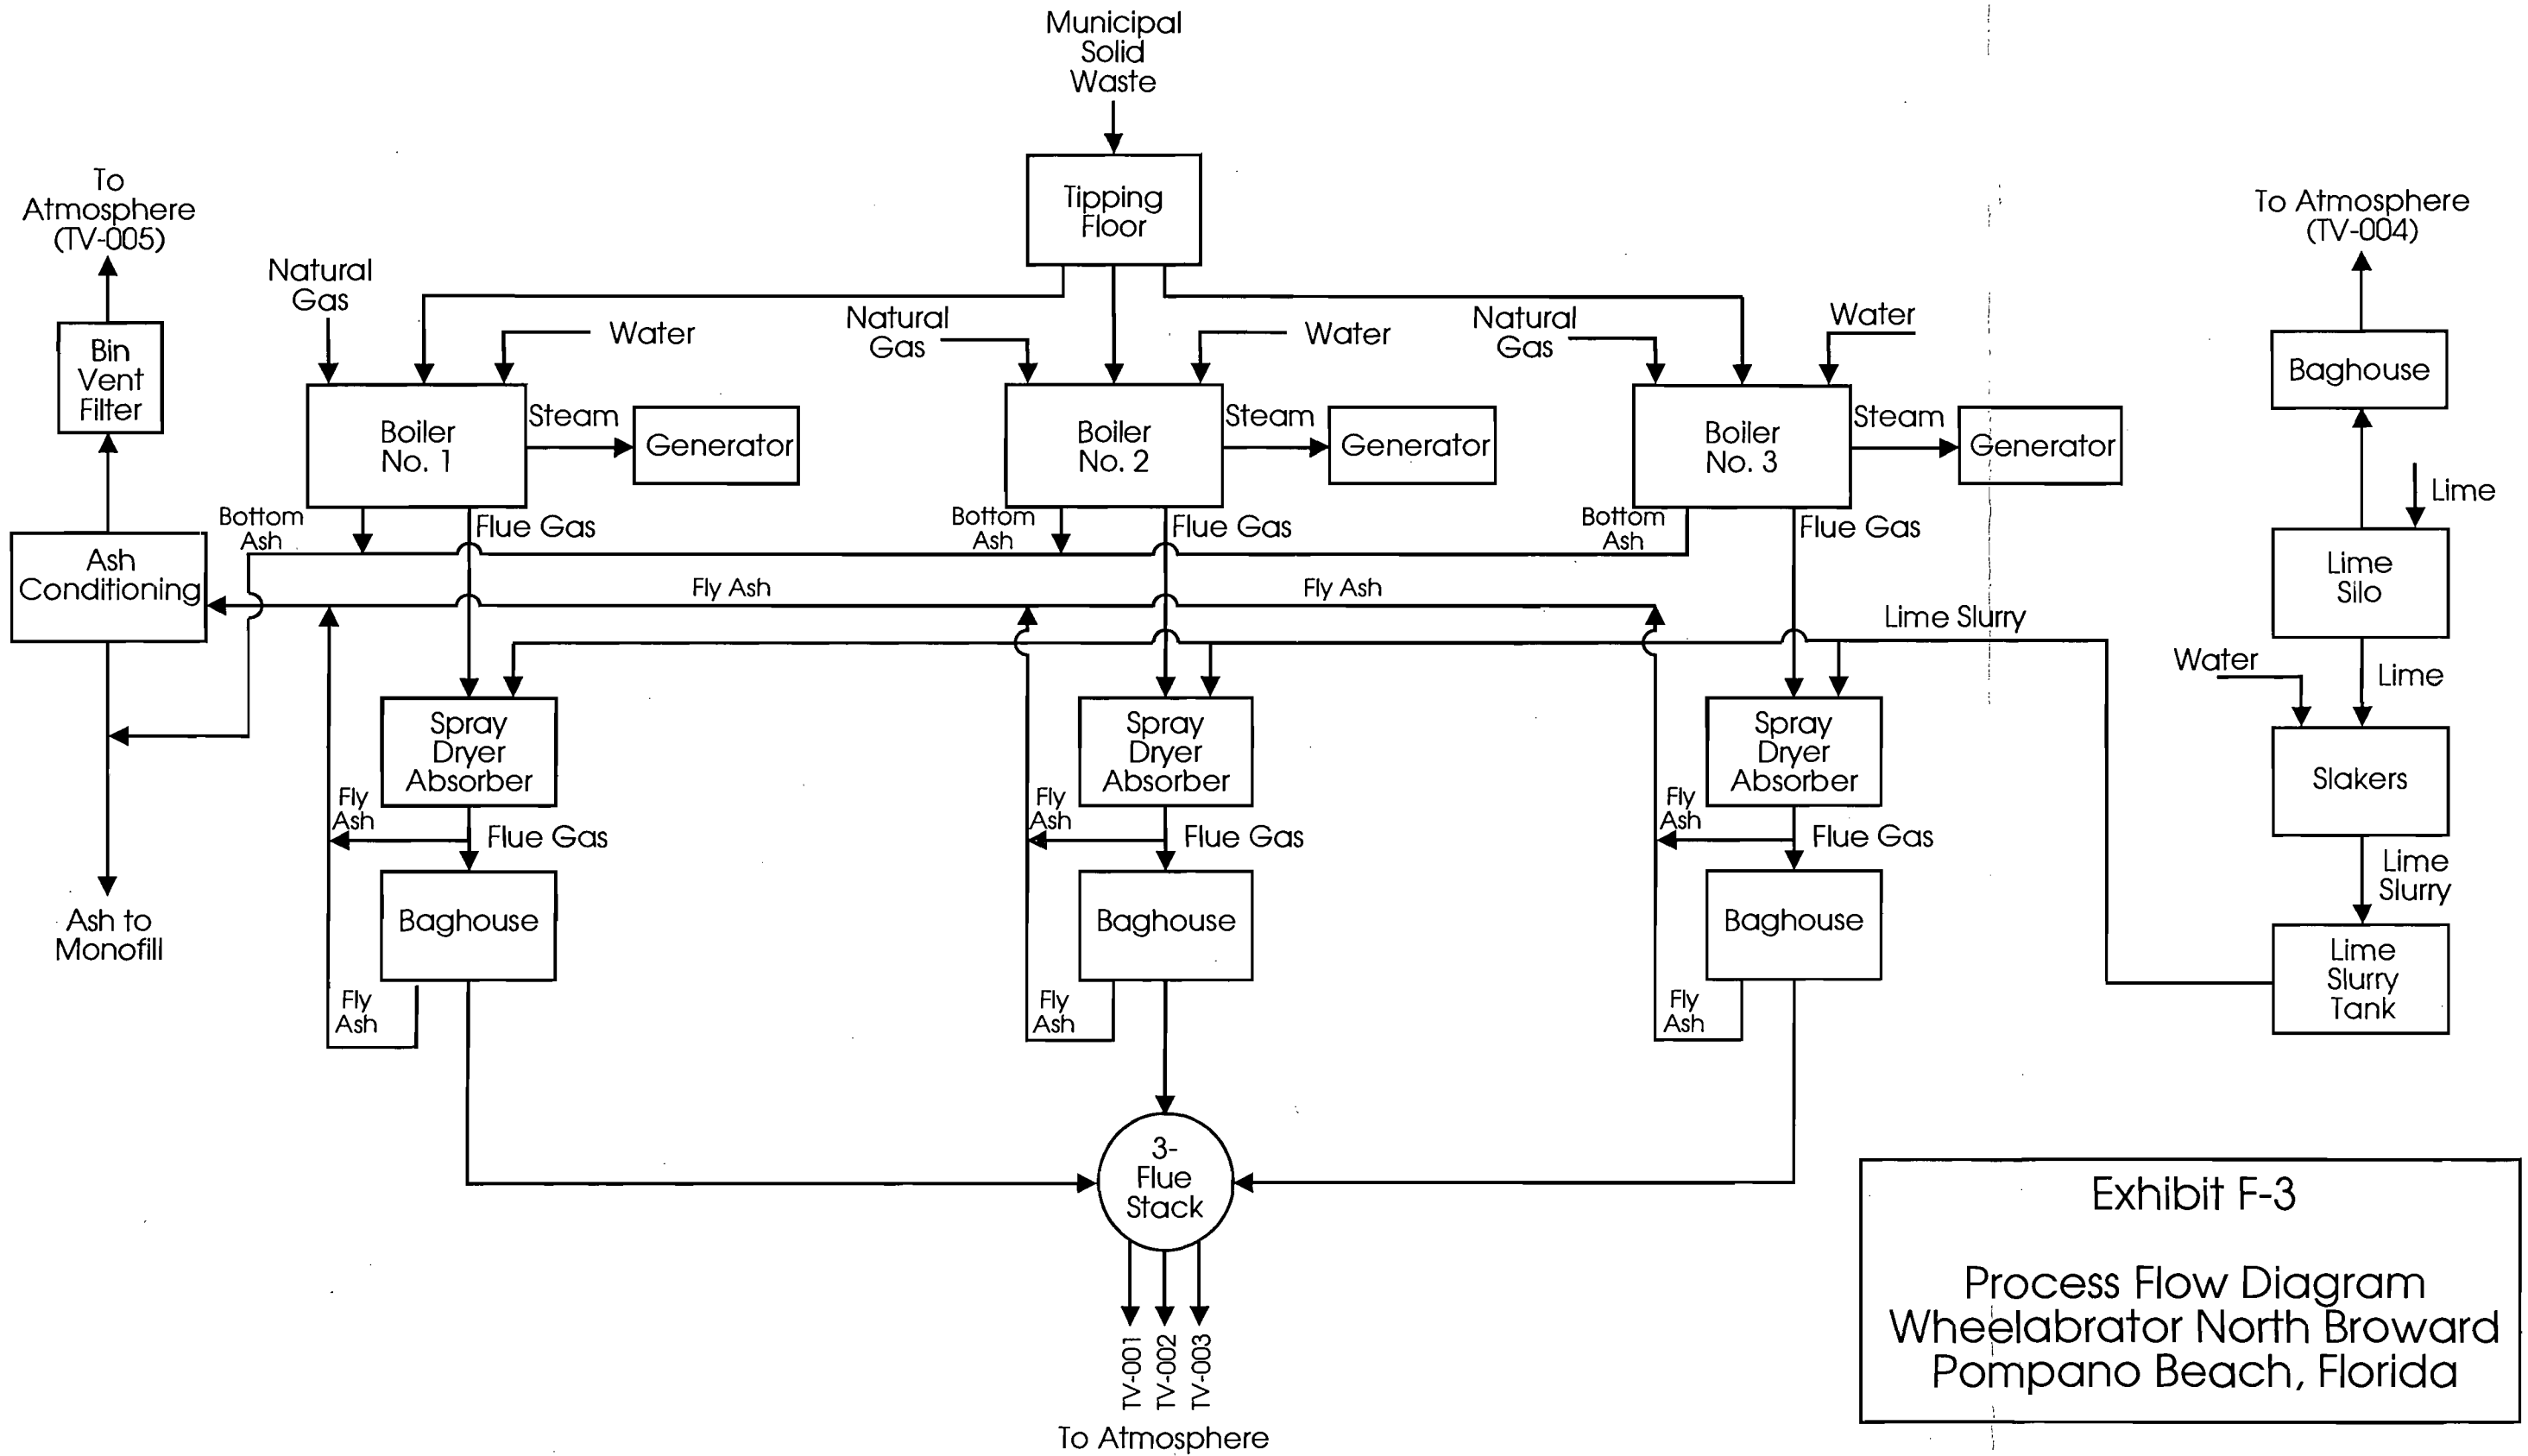 Municipal
Solid
Waste
Tipping
Floor
To
Atmosphere
(TV-005)
Bin
Vent
Filter
Ash
Conditioning
Ash to
Monofill
Natural
Gas
Water
Boiler
No. 1
Steam
Generator
Bottom
Ash
Flue Gas
Natural
Gas
Water
Boiler
No. 2
Steam
Generator
Bottom
Ash
Flue Gas
Natural
Gas
Water
Boiler
No. 3
Steam
Generator
Bottom
Ash
Flue Gas
Fly Ash
Fly Ash
Lime Slurry
Spray
Dryer
Absorber
Fly
Ash
Flue Gas
Baghouse
Fly
Ash
Spray
Dryer
Absorber
Fly
Ash
Flue Gas
Baghouse
Fly
Ash
Spray
Dryer
Absorber
Fly
Ash
Flue Gas
Baghouse
Fly
Ash
3-
Flue
Stack
TV-001
TV-002
TV-003
To Atmosphere
To Atmosphere
(TV-004)
Baghouse
Lime
Lime
Silo
Water
Lime
Slakers
Lime
Slurry
Lime
Slurry
Tank
Exhibit F-3
Process Flow Diagram
Wheelabrator North Broward
Pompano Beach, Florida